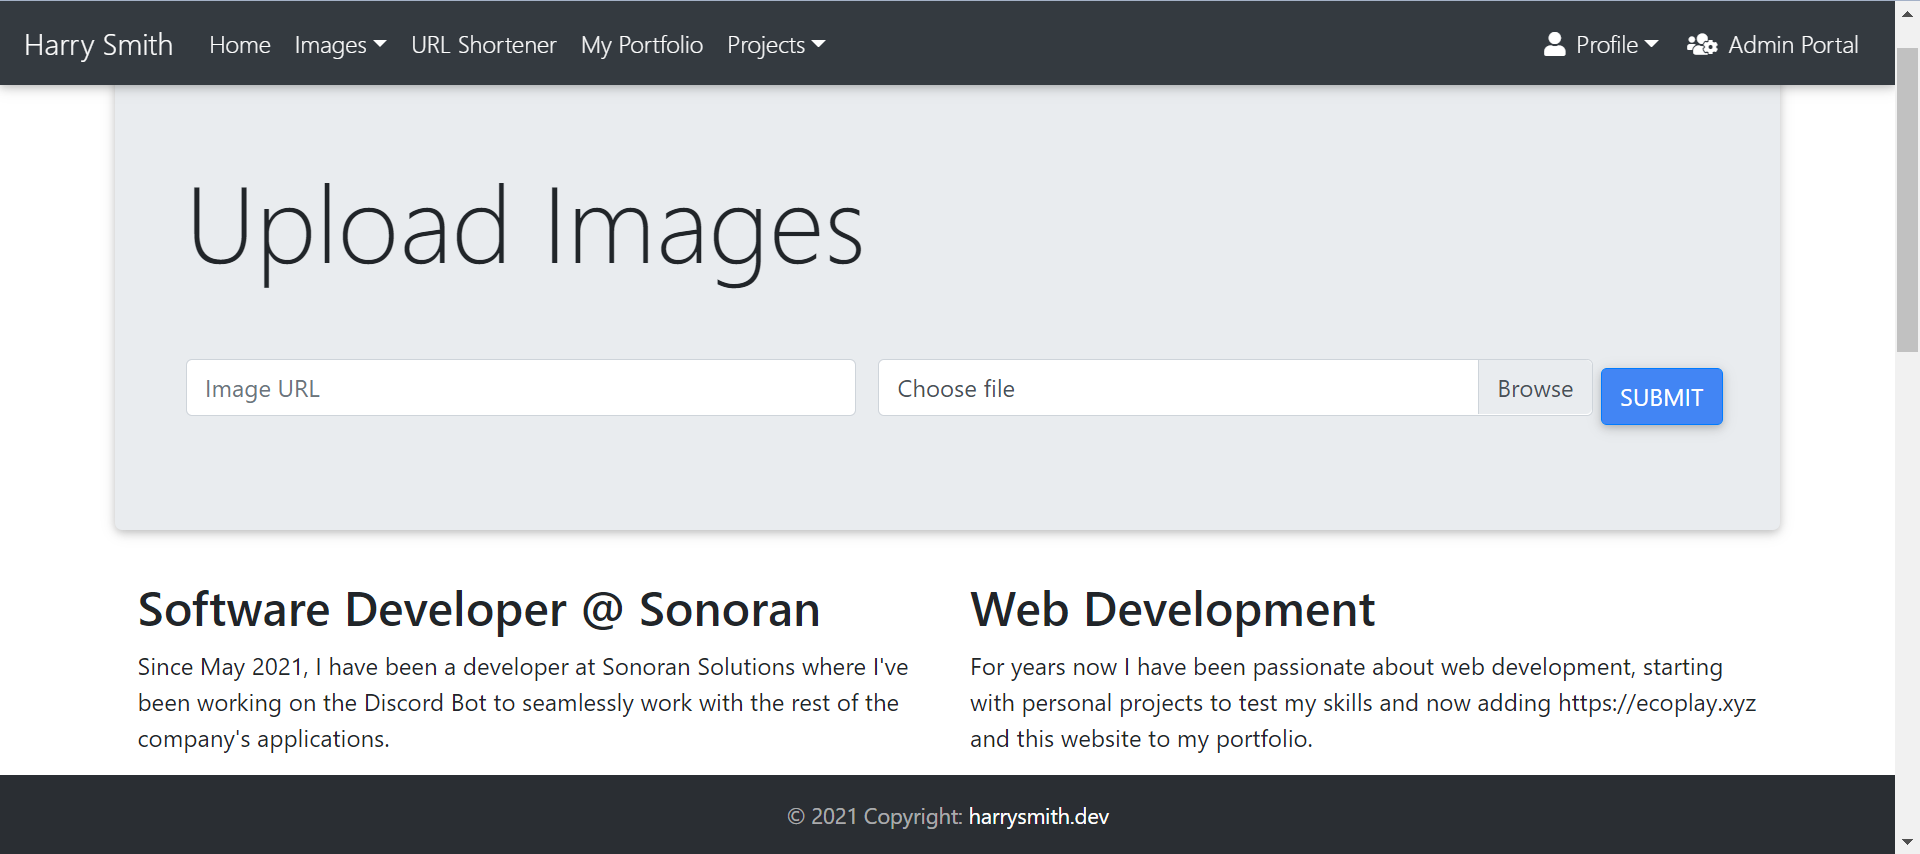 Harry Smith Home Images URL Shortener My Portfolio Projects Profile Admin Portal
Upload Images
Image URL Choose file Browse SUBMIT
Software Developer @ Sonoran
Since May 2021, I have been a developer at Sonoran Solutions where I've
been working on the Discord Bot to seamlessly work with the rest of the
company's applications.
Web Development
For years now I have been passionate about web development, starting
with personal projects to test my skills and now adding https://ecoplay.xyz
and this website to my portfolio.
© 2021 Copyright: harrysmith.dev